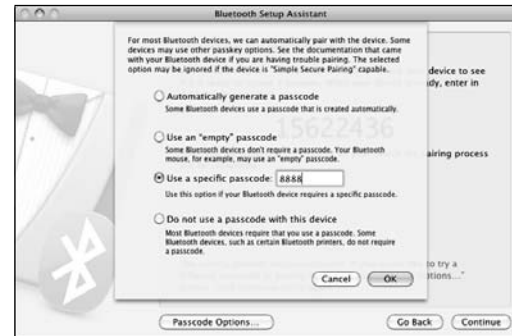 Bluetooth Setup Assistant
For most Bluetooth devices, we can automatically pair with the device. Some
devices may use other passkey options. See the documentation that came
with your Bluetooth device if you are having trouble pairing. The selected
option may be ignored if the device is "Simple Secure Pairing" capable.
device to see
dy, enter in
Automatically generate a passcode
Some Bluetooth devices use a passcode that is created automatically.
15622436
Use an "empty" passcode
Some Bluetooth devices don't require a passcode. Your Bluetooth
mouse, for example, may use an "empty" passcode.
airing process
Use a specific passcode: 8888
Use this option if your Bluetooth device requires a specific passcode.
Do not use a passcode with this device
Most Bluetooth devices require that you use a passcode. Some
Bluetooth devices, such as certain Bluetooth printers, do not require
a passcode.
to try a
ptions..."
Cancel OK
Passcode Options... Go Back Continue